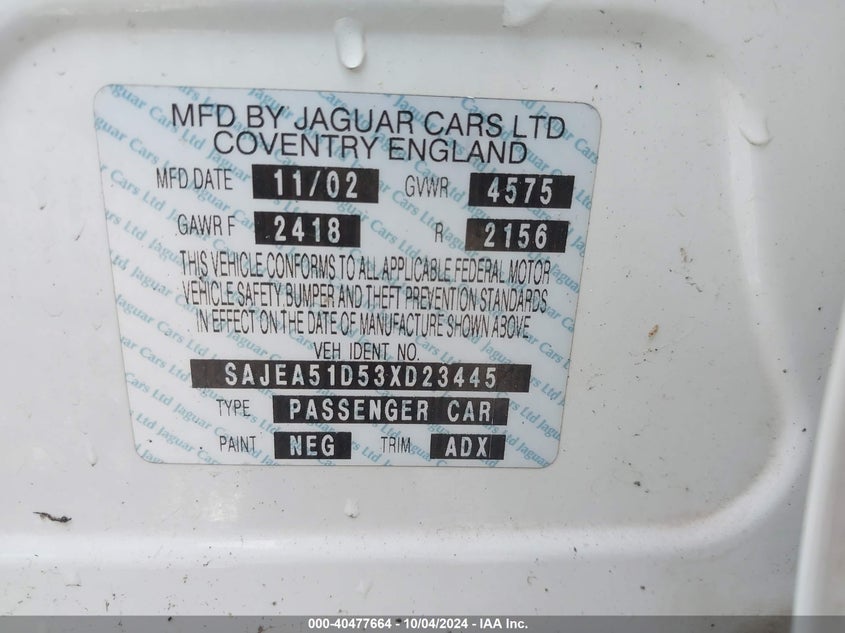 MFD BY JAGUAR CARS LTD
COVENTRY ENGLAND
MFD DATE 11/02 GVWR 4575
GAWR F 2418 R 2156
THIS VEHICLE CONFORMS TO ALL APPLICABLE FEDERAL MOTOR
VEHICLE SAFETY BUMPER AND THEFT PREVENTION STANDARDS
IN EFFECT ON THE DATE OF MANUFACTURE SHOWN ABOVE
VEH IDENT NO.
SAJEA51D53XD23445
TYPE PASSENGER CAR
PAINT NEG TRIM ADX
000-40477664 - 10/04/2024 - IAA Inc.